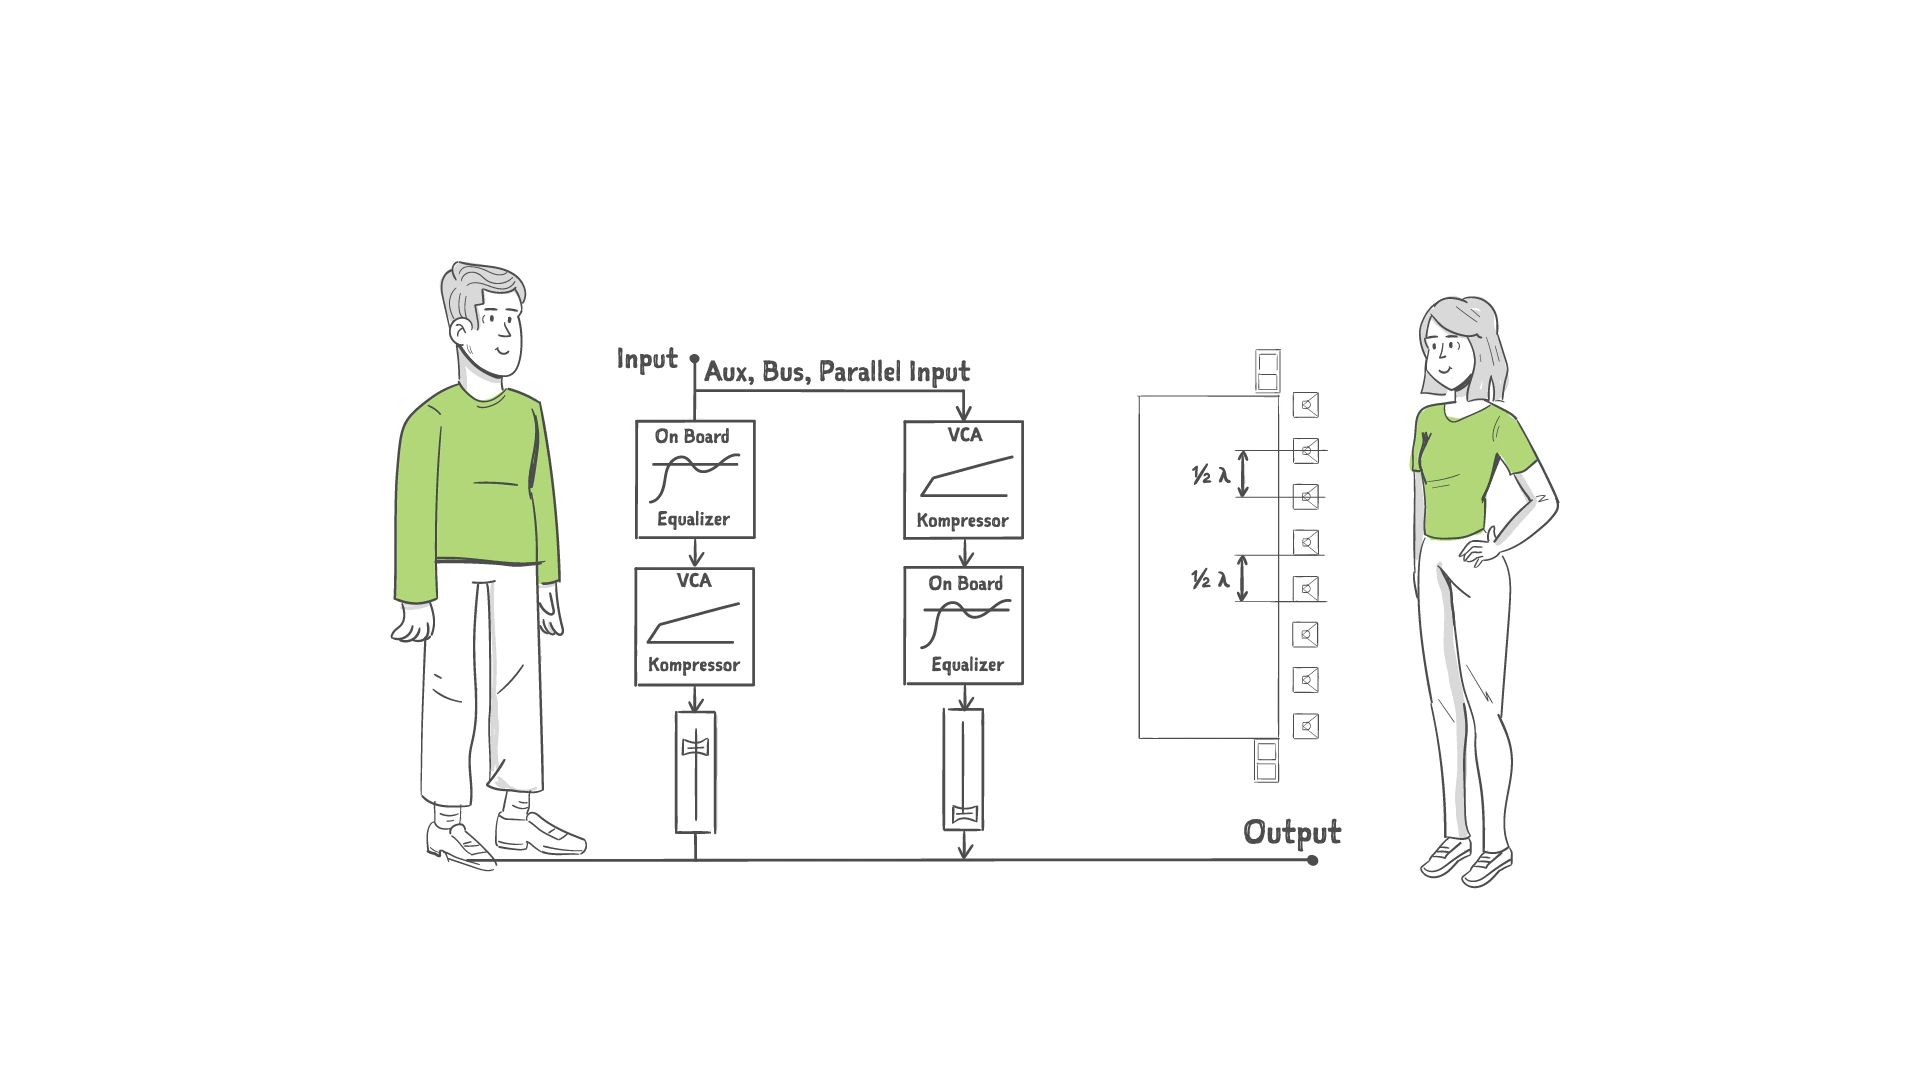 Input
Aux, Bus, Parallel Input
On Board
Equalizer
VCA
Kompressor
VCA
Kompressor
On Board
Equalizer
½ λ
½ λ
Output